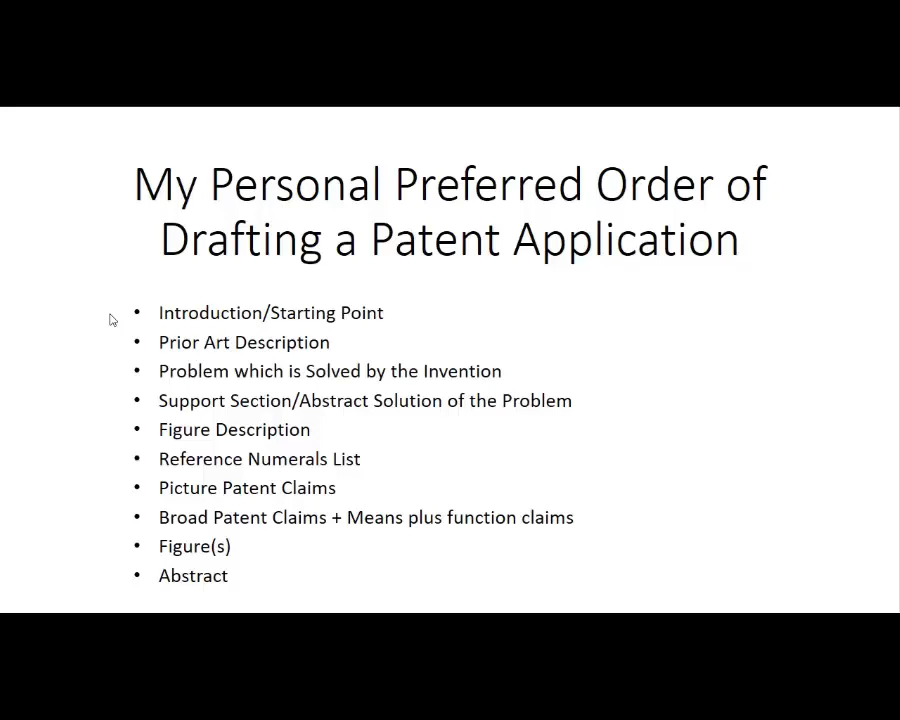 My Personal Preferred Order of
Drafting a Patent Application
• Introduction/Starting Point
• Prior Art Description
• Problem which is Solved by the Invention
• Support Section/Abstract Solution of the Problem
• Figure Description
• Reference Numerals List
• Picture Patent Claims
• Broad Patent Claims + Means plus function claims
• Figure(s)
• Abstract